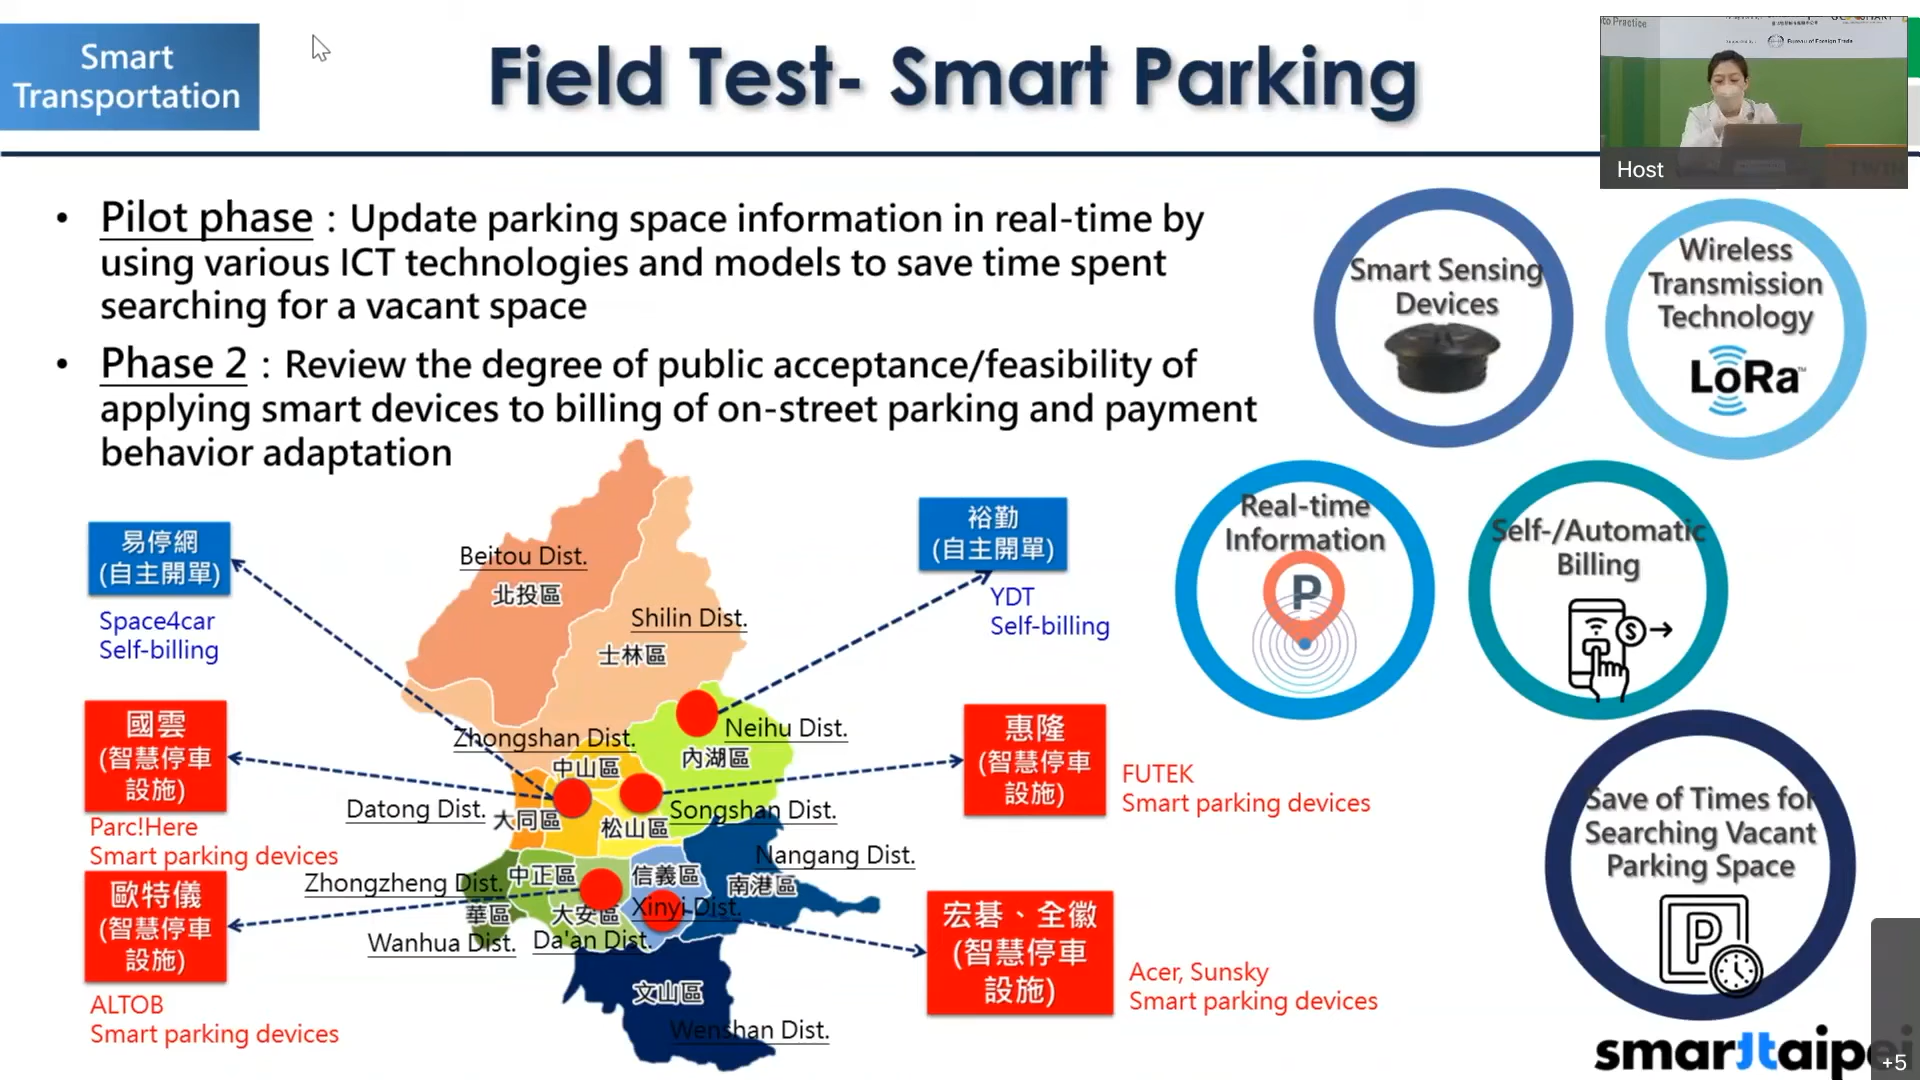 Smart
Transportation
Field Test- Smart Parking
to Practice
Bureau of Foreign Trade
Host
• Pilot phase : Update parking space information in real-time by
using various ICT technologies and models to save time spent
searching for a vacant space
• Phase 2 : Review the degree of public acceptance/feasibility of
applying smart devices to billing of on-street parking and payment
behavior adaptation
Smart Sensing
Devices
Wireless
Transmission
Technology
LoRa™
Real-time
Information
P
Self-/Automatic
Billing
$
Save of Times for
Searching Vacant
Parking Space
P
易停網
(自主開單)
Space4car
Self-billing
國雲
(智慧停車
設施)
Parc!Here
Smart parking devices
歐特儀
(智慧停車
設施)
ALTOB
Smart parking devices
Beitou Dist.
北投區
Shilin Dist.
士林區
Zhongshan Dist.
中山區
Neihu Dist.
內湖區
Datong Dist.
大同區
Songshan Dist.
松山區
Nangang Dist.
南港區
Zhongzheng Dist.
中正區
信義區
Xinyi Dist.
華區
Wanhua Dist.
大安區
Da'an Dist.
文山區
Wenshan Dist.
裕勤
(自主開單)
YDT
Self-billing
惠隆
(智慧停車
設施)
FUTEK
Smart parking devices
宏碁、全徽
(智慧停車
設施)
Acer, Sunsky
Smart parking devices
smarttaipei
+5